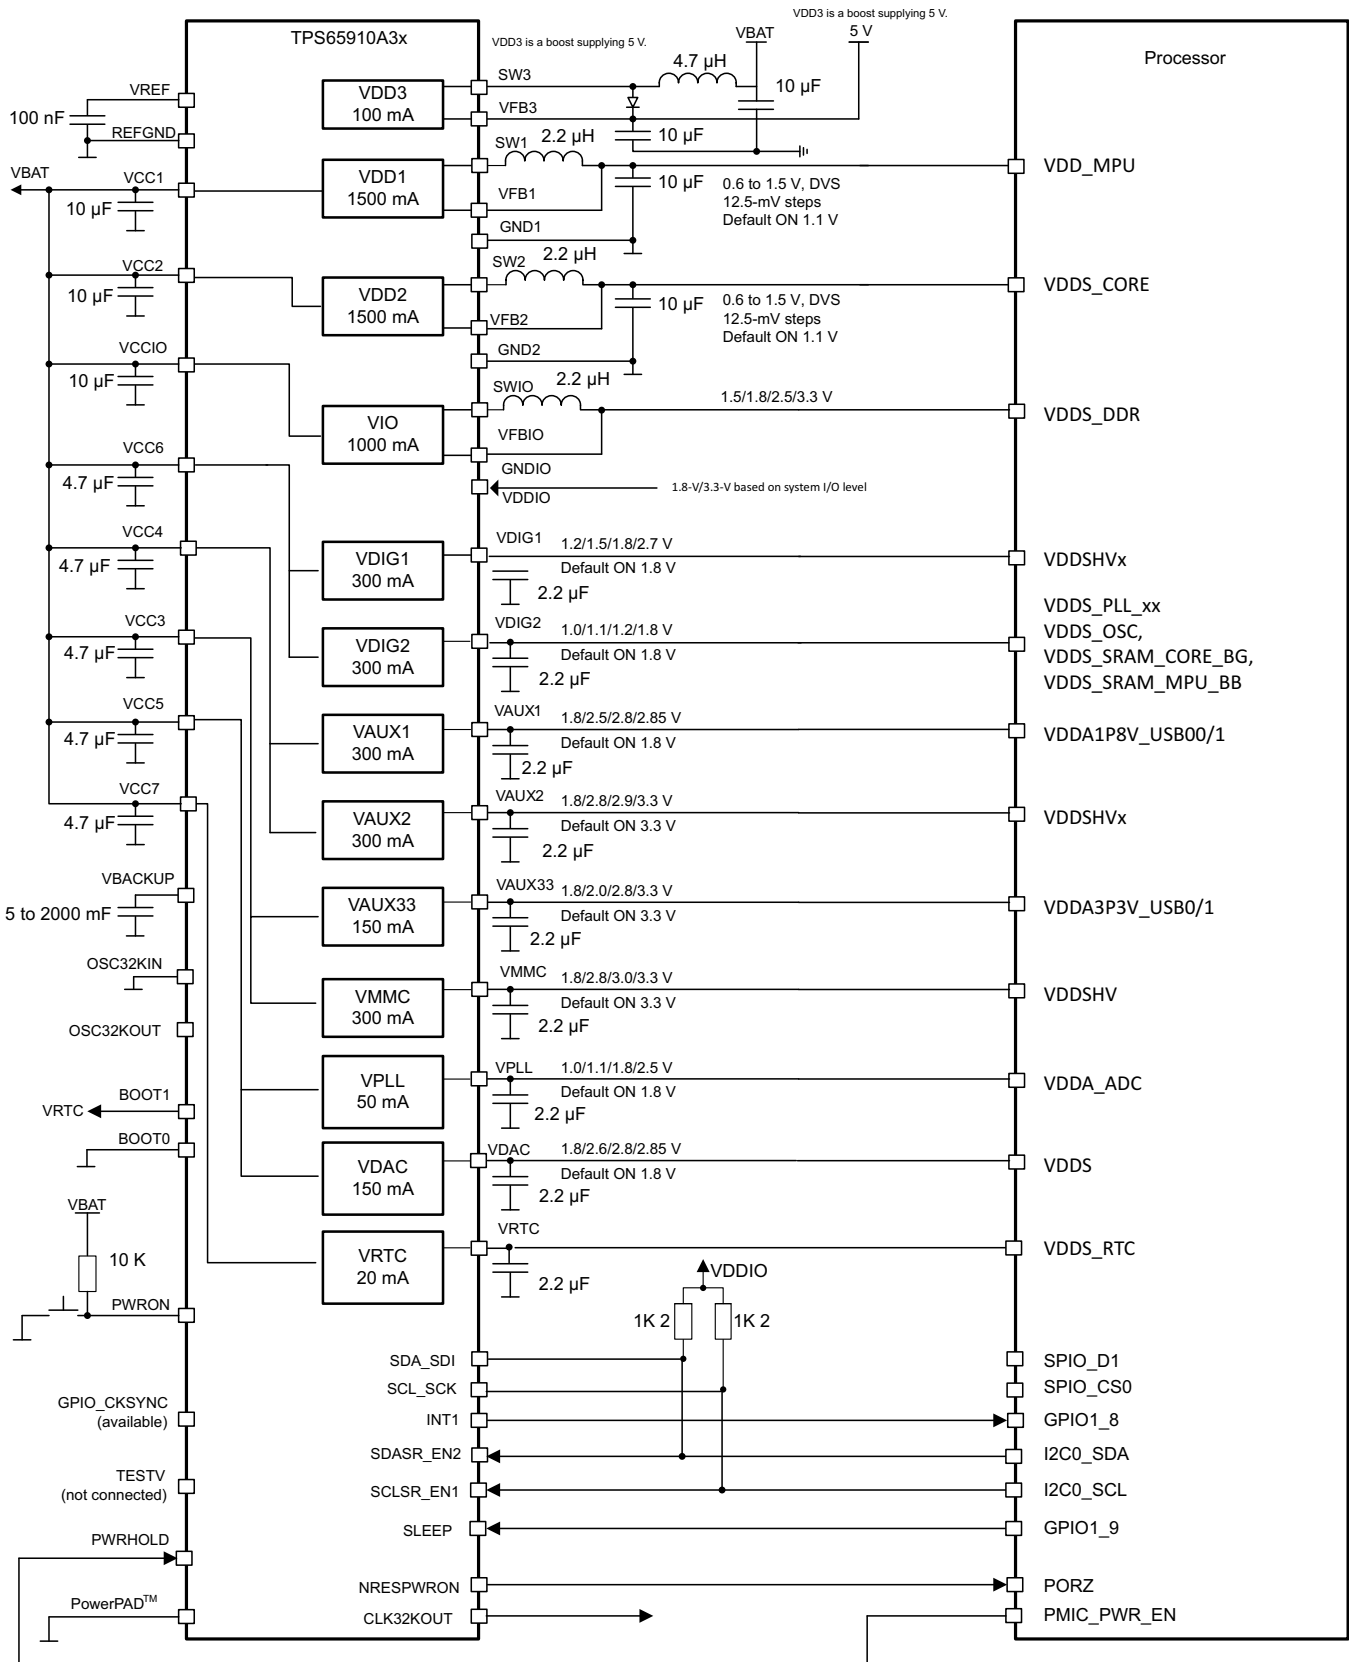 VDD3 is a boost supplying 5 V.
TPS65910A3x
VDD3 is a boost supplying 5 V.
VBAT
5 V
Processor
4.7 µH
SW3
VDD3
100 mA
10 µF
VREF
VFB3
100 nF
REFGND
10 µF
2.2 µH
SW1
VBAT
VCC1
VDD1
1500 mA
VDD_MPU
10 µF
VFB1
10 µF
0.6 to 1.5 V, DVS
12.5-mV steps
Default ON 1.1 V
GND1
2.2 µH
VCC2
SW2
10 µF
VDD2
1500 mA
VDDS_CORE
10 µF
0.6 to 1.5 V, DVS
12.5-mV steps
Default ON 1.1 V
VFB2
GND2
VCCIO
10 µF
2.2 µH
SWIO
1.5/1.8/2.5/3.3 V
VIO
1000 mA
VDDS_DDR
VFBIO
VCC6
GNDIO
4.7 µF
VDDIO
1.8-V/3.3-V based on system I/O level
VCC4
4.7 µF
VDIG1
300 mA
VDIG1
1.2/1.5/1.8/2.7 V
Default ON 1.8 V
2.2 µF
VDDSHVx
VCC3
4.7 µF
VDIG2
300 mA
VDIG2
1.0/1.1/1.2/1.8 V
Default ON 1.8 V
2.2 µF
VDDS_PLL_xx
VDDS_OSC,
VDDS_SRAM_CORE_BG,
VDDS_SRAM_MPU_BB
VCC5
4.7 µF
VAUX1
300 mA
VAUX1
1.8/2.5/2.8/2.85 V
Default ON 1.8 V
2.2 µF
VDDA1P8V_USB00/1
VCC7
4.7 µF
VAUX2
300 mA
VAUX2
1.8/2.8/2.9/3.3 V
Default ON 3.3 V
2.2 µF
VDDSHVx
VBACKUP
5 to 2000 mF
VAUX33
150 mA
VAUX33
1.8/2.0/2.8/3.3 V
Default ON 3.3 V
2.2 µF
VDDA3P3V_USB0/1
OSC32KIN
VMMC
300 mA
VMMC
1.8/2.8/3.0/3.3 V
Default ON 3.3 V
2.2 µF
VDDSHV
OSC32KOUT
VPLL
50 mA
VPLL
1.0/1.1/1.8/2.5 V
Default ON 1.8 V
2.2 µF
VDDA_ADC
BOOT1
VRTC
BOOT0
VDAC
150 mA
VDAC
1.8/2.6/2.8/2.85 V
Default ON 1.8 V
2.2 µF
VDDS
VBAT
10 K
VRTC
20 mA
VRTC
2.2 µF
VDDS_RTC
VDDIO
PWRON
1K 2
1K 2
SDA_SDI
SPIO_D1
SCL_SCK
SPIO_CS0
GPIO_CKSYNC
(available)
INT1
GPIO1_8
SDASR_EN2
I2C0_SDA
TESTV
(not connected)
SCLSR_EN1
I2C0_SCL
SLEEP
GPIO1_9
PWRHOLD
NRESPWRON
PORZ
PowerPAD™
CLK32KOUT
PMIC_PWR_EN